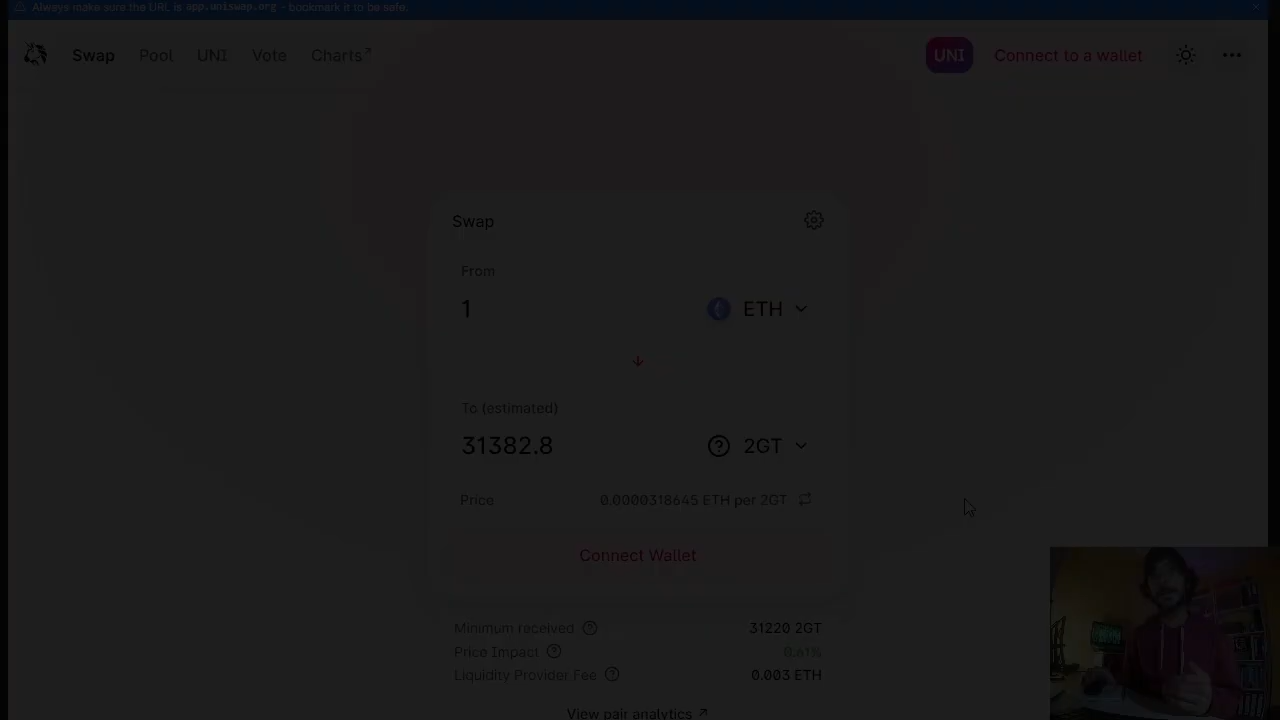 Always make sure the URL is app.uniswap.org - bookmark it to be safe.
Swap Pool UNI Vote Charts↗ UNI Connect to a wallet
Swap
From
1 ETH
To (estimated)
31382.8 2GT
Price 0.0000318645 ETH per 2GT
Connect Wallet
Minimum received 31220 2GT
Price Impact 0.61%
Liquidity Provider Fee 0.003 ETH
View pair analytics ↗